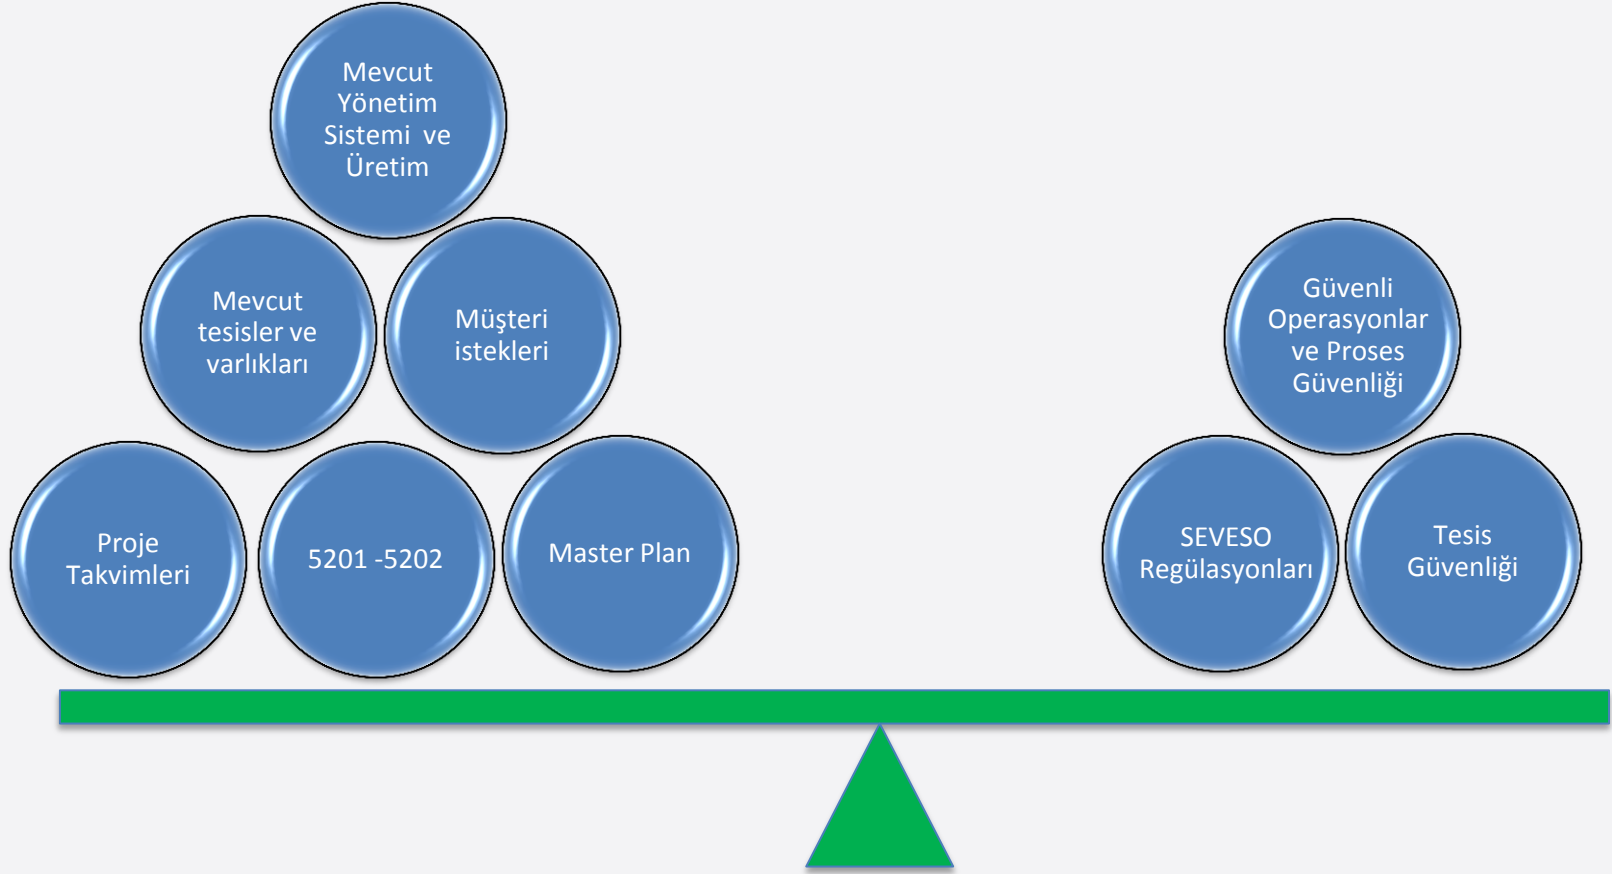 Mevcut
Yönetim
Sistemi ve
Üretim
Mevcut
tesisler ve
varlıkları
Müşteri
istekleri
Proje
Takvimleri
5201 -5202
Master Plan
Güvenli
Operasyonlar
ve Proses
Güvenliği
SEVESO
Regülasyonları
Tesis
Güvenliği